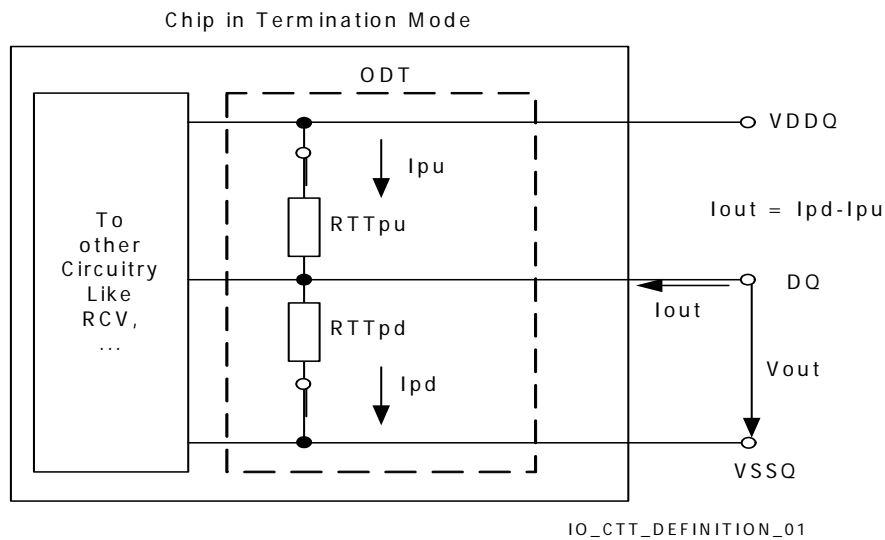 Chip in Termination Mode
ODT
VDDQ
Ipu
Iout = Ipd-Ipu
To
other
Circuitry
Like
RCV,
...
RTTpu
DQ
Iout
RTTpd
Vout
Ipd
VSSQ
IO_CTT_DEFINITION_01